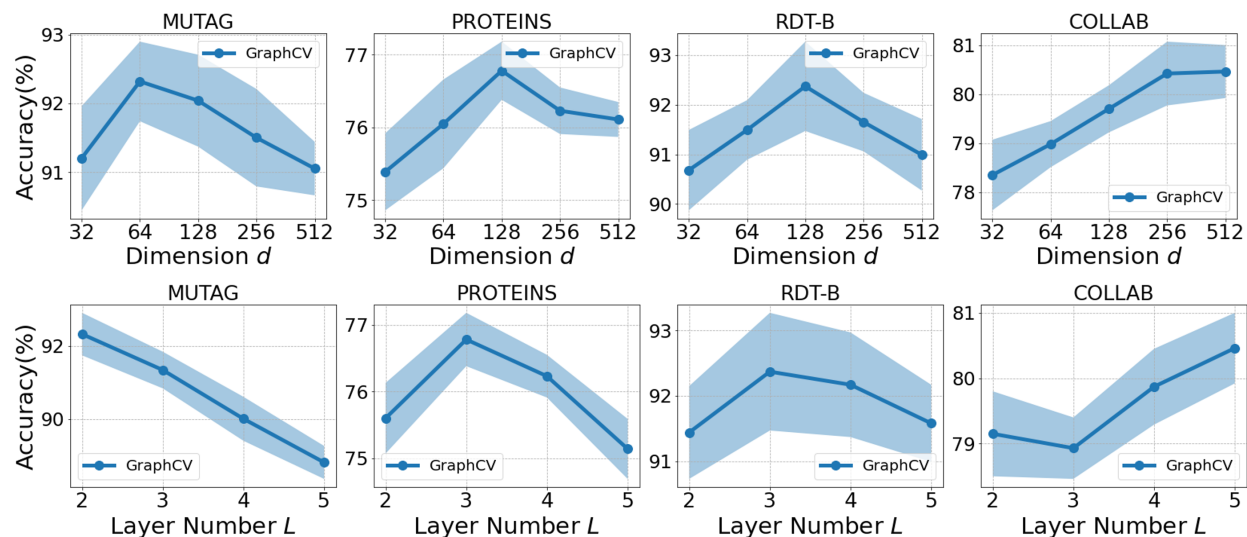 MUTAG
PROTEINS
RDT-B
COLLAB
Accuracy(%)
93
92
91
GraphCV
32 64 128 256 512
Dimension d
77
76
75
GraphCV
32 64 128 256 512
Dimension d
93
92
91
90
GraphCV
32 64 128 256 512
Dimension d
81
80
79
78
GraphCV
32 64 128 256 512
Dimension d
MUTAG
PROTEINS
RDT-B
COLLAB
Accuracy(%)
92
90
GraphCV
2 3 4 5
Layer Number L
77
76
75
GraphCV
2 3 4 5
Layer Number L
93
92
91
GraphCV
2 3 4 5
Layer Number L
81
80
79
GraphCV
2 3 4 5
Layer Number L